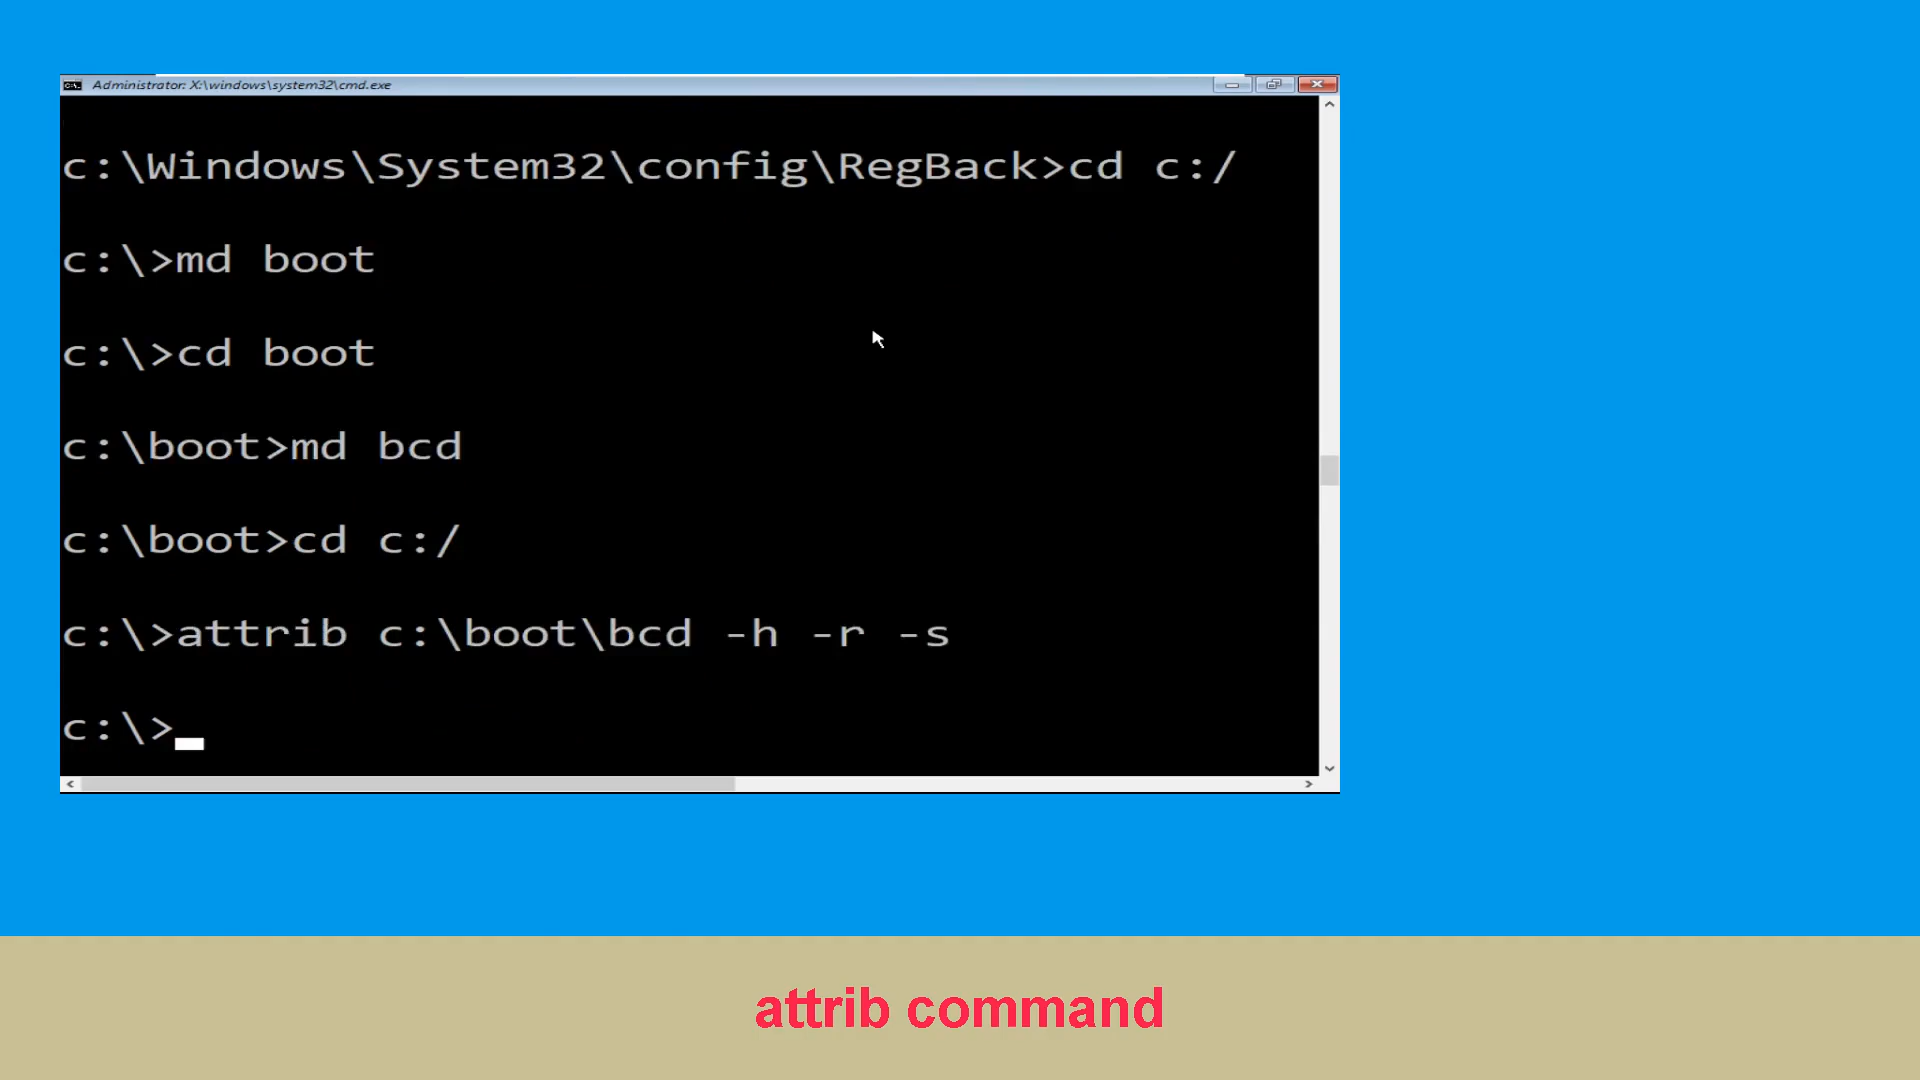 Administrator: X:\windows\system32\cmd.exe
c:\Windows\System32\config\RegBack>cd c:/
c:\>md boot
c:\>cd boot
c:\boot>md bcd
c:\boot>cd c:/
c:\>attrib c:\boot\bcd -h -r -s
c:\>
attrib command